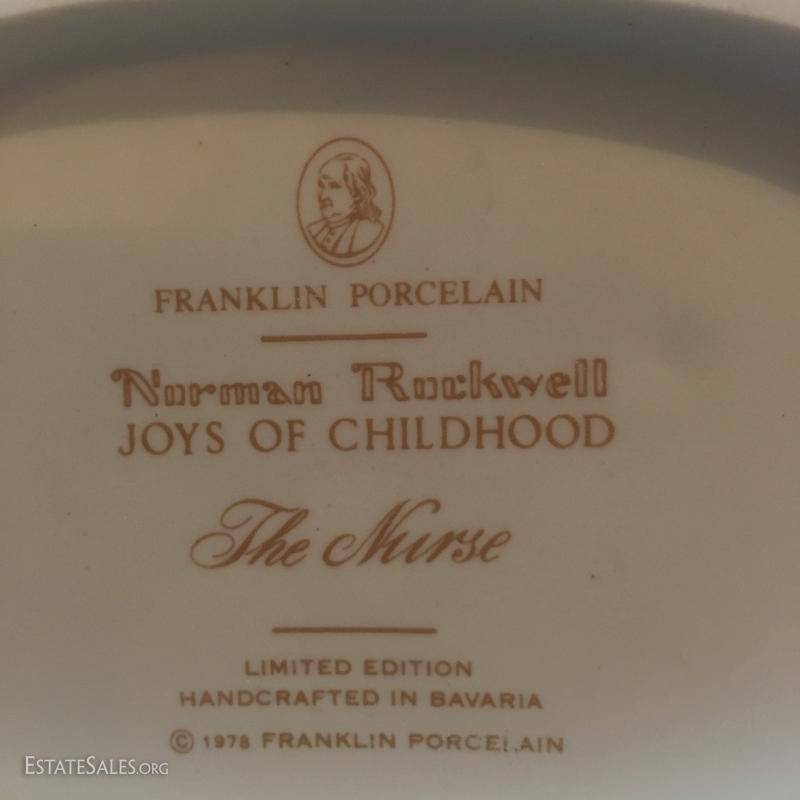 FRANKLIN PORCELAIN
Norman Rockwell
JOYS OF CHILDHOOD
The Nurse
LIMITED EDITION
HANDCRAFTED IN BAVARIA
© 1978 FRANKLIN PORCELAIN
ESTATESALES.ORG